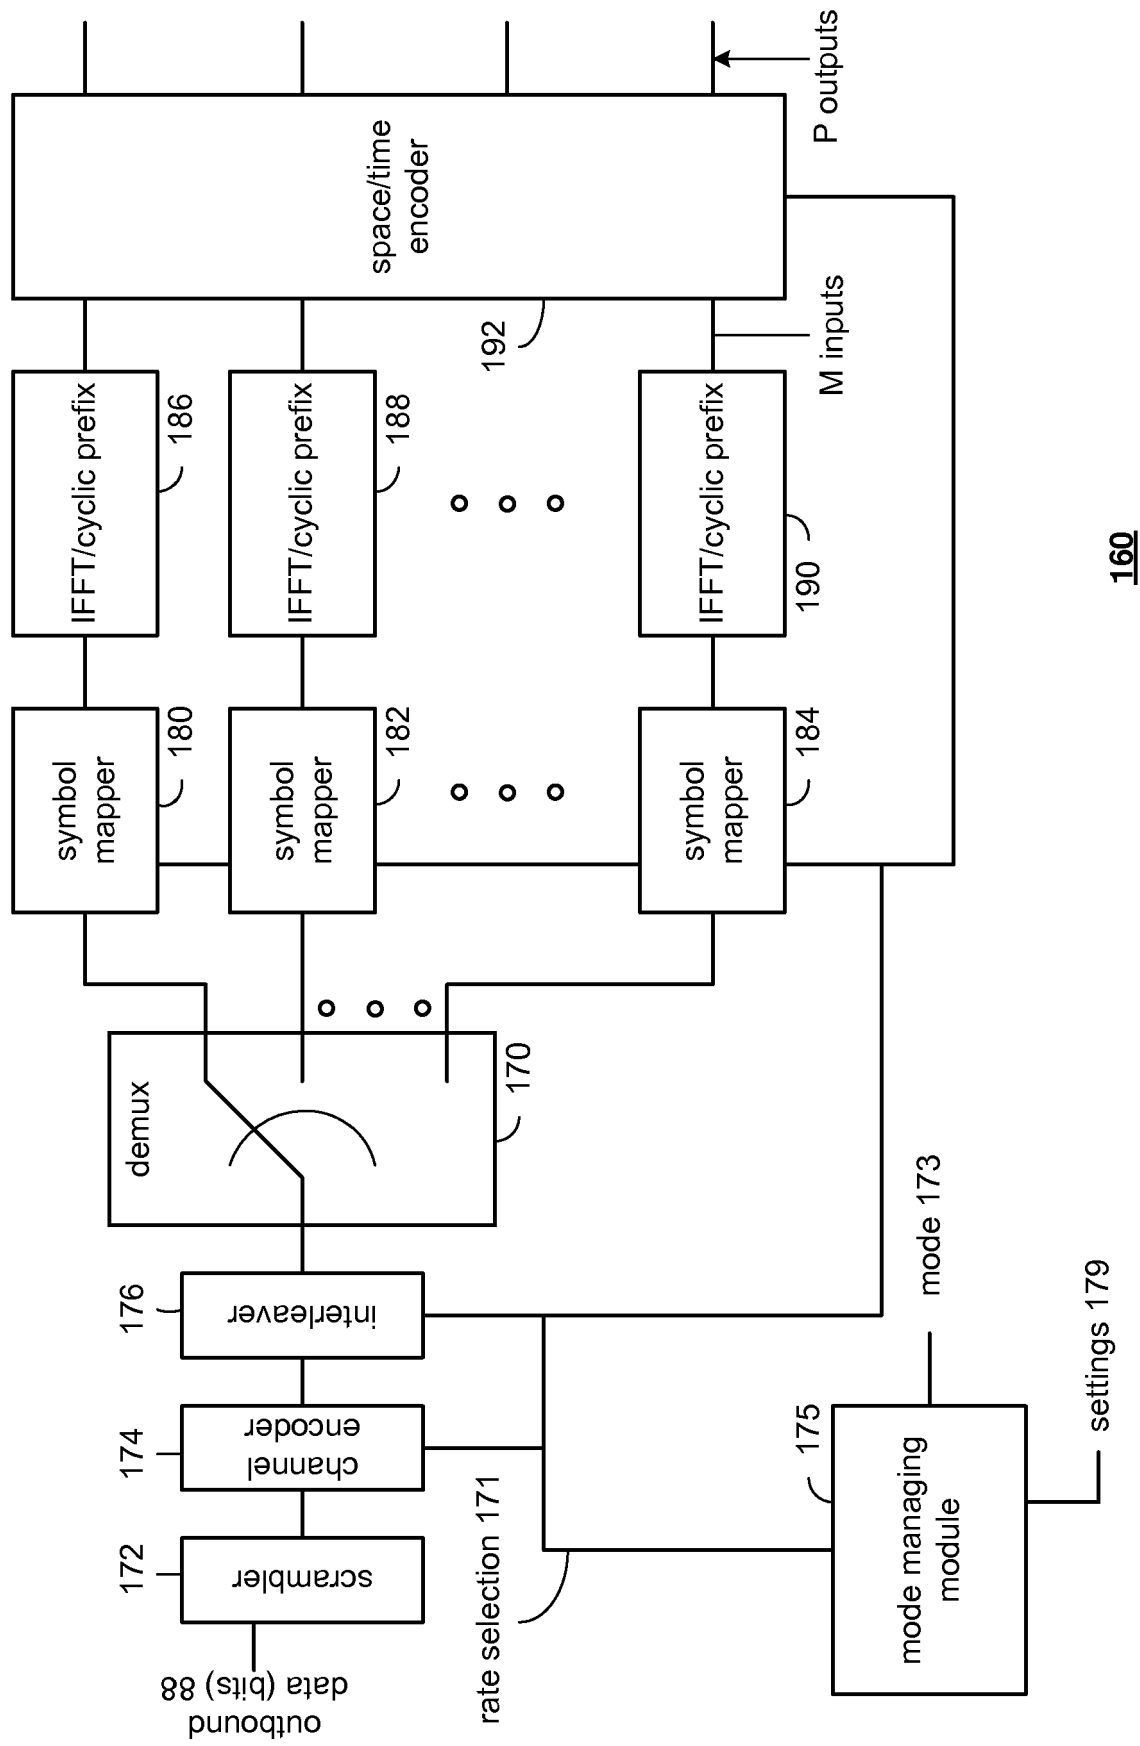 outbound
data (bits) 88
172
scrambler
174
channel
encoder
176
interleaver
demux
170
symbol
mapper
180
symbol
mapper
182
symbol
mapper
184
IFFT/cyclic prefix
186
IFFT/cyclic prefix
188
IFFT/cyclic prefix
190
192
space/time
encoder
M inputs
P outputs
rate selection 171
175
mode managing
module
mode 173
settings 179
160